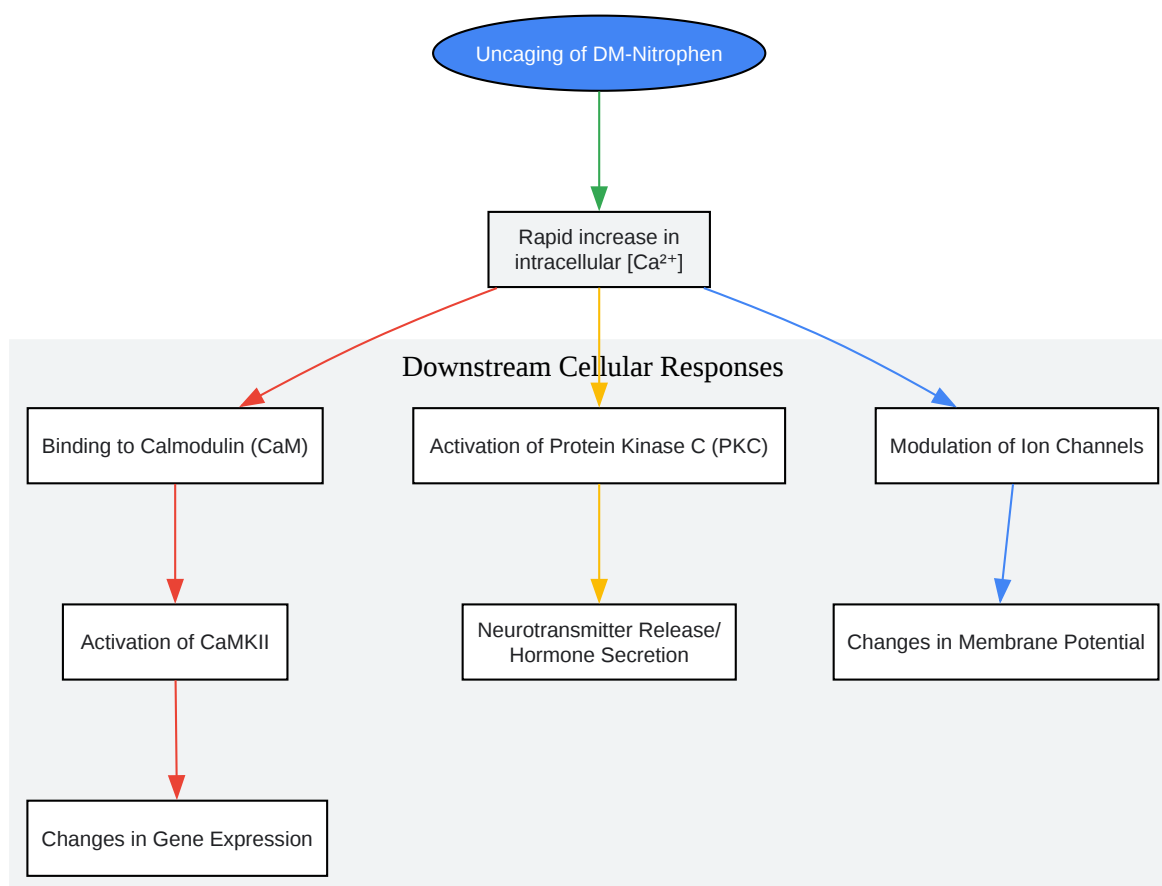 Uncaging of DM-Nitrophen
Rapid increase in
intracellular [Ca²⁺]
Downstream Cellular Responses
Binding to Calmodulin (CaM)
Activation of Protein Kinase C (PKC)
Modulation of Ion Channels
Activation of CaMKII
Neurotransmitter Release/
Hormone Secretion
Changes in Membrane Potential
Changes in Gene Expression